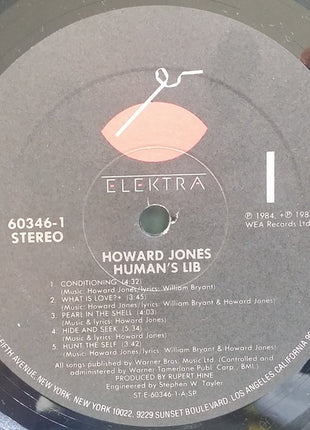 ELEKTRA
60346-1
STEREO
1
℗ 1984, +℗ 198
WEA Records Ltd
HOWARD JONES
HUMAN'S LIB
1. CONDITIONING (4:32)
(Music: Howard Jones/lyrics: William Bryant)
2. WHAT IS LOVE?+ (3:45)
(Music: Howard Jones/lyrics: William Bryant & Howard Jones)
3. PEARL IN THE SHELL (4:03)
(Music & lyrics: Howard Jones)
4. HIDE AND SEEK (5:34)
(Music & lyrics: Howard Jones)
5. HUNT THE SELF (3:42)
(Music: Howard Jones/lyrics: William Bryant & Howard Jones)
All songs published by Warner Bros. Music Ltd. (Controlled and
administered by Warner Tamerlane Publ. Corp., BMI.)
PRODUCED BY RUPERT HINE
Engineered by Stephen W. Tayler
ST E-60346-1-A-SP
FIFTH AVENUE, NEW YORK, NEW YORK 10022. 9229 SUNSET BOULEVARD, LOS ANGELES, CALIFORNIA